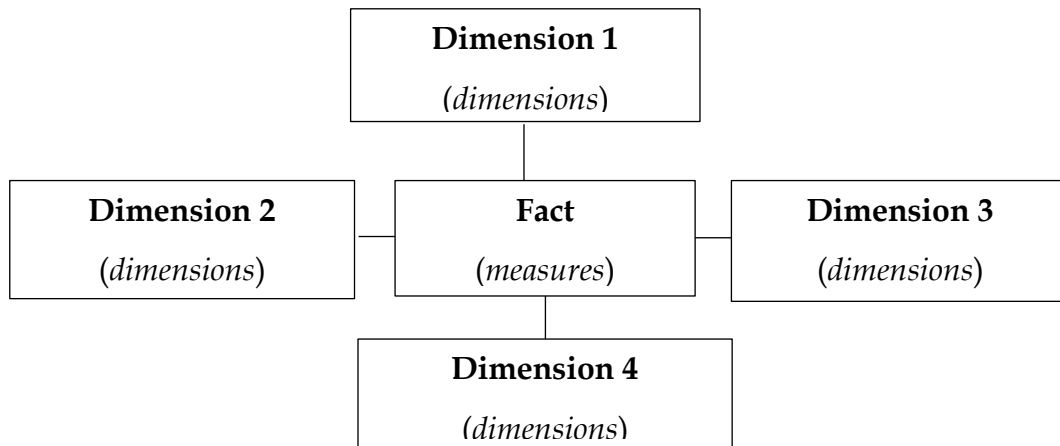 Dimension 1
(dimensions)
Dimension 2
(dimensions)
Fact
(measures)
Dimension 3
(dimensions)
Dimension 4
(dimensions)